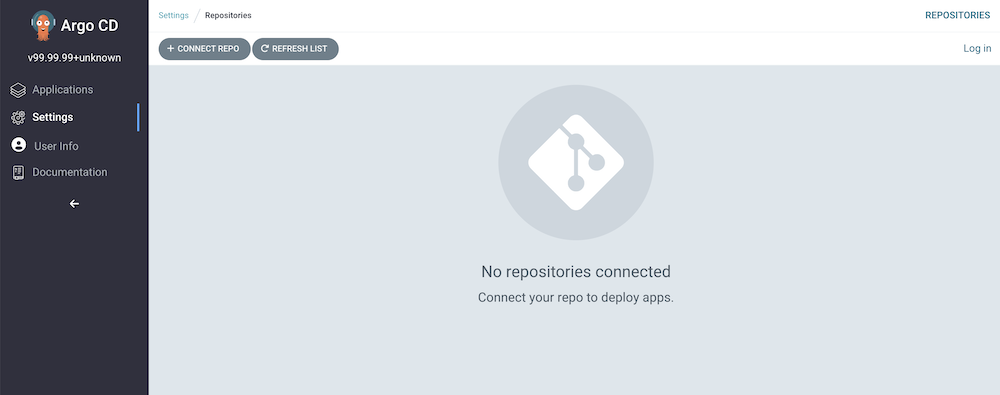 Argo CD
v99.99.99+unknown
Applications
Settings
User Info
Documentation
Settings / Repositories
REPOSITORIES
+ CONNECT REPO
REFRESH LIST
Log in
No repositories connected
Connect your repo to deploy apps.